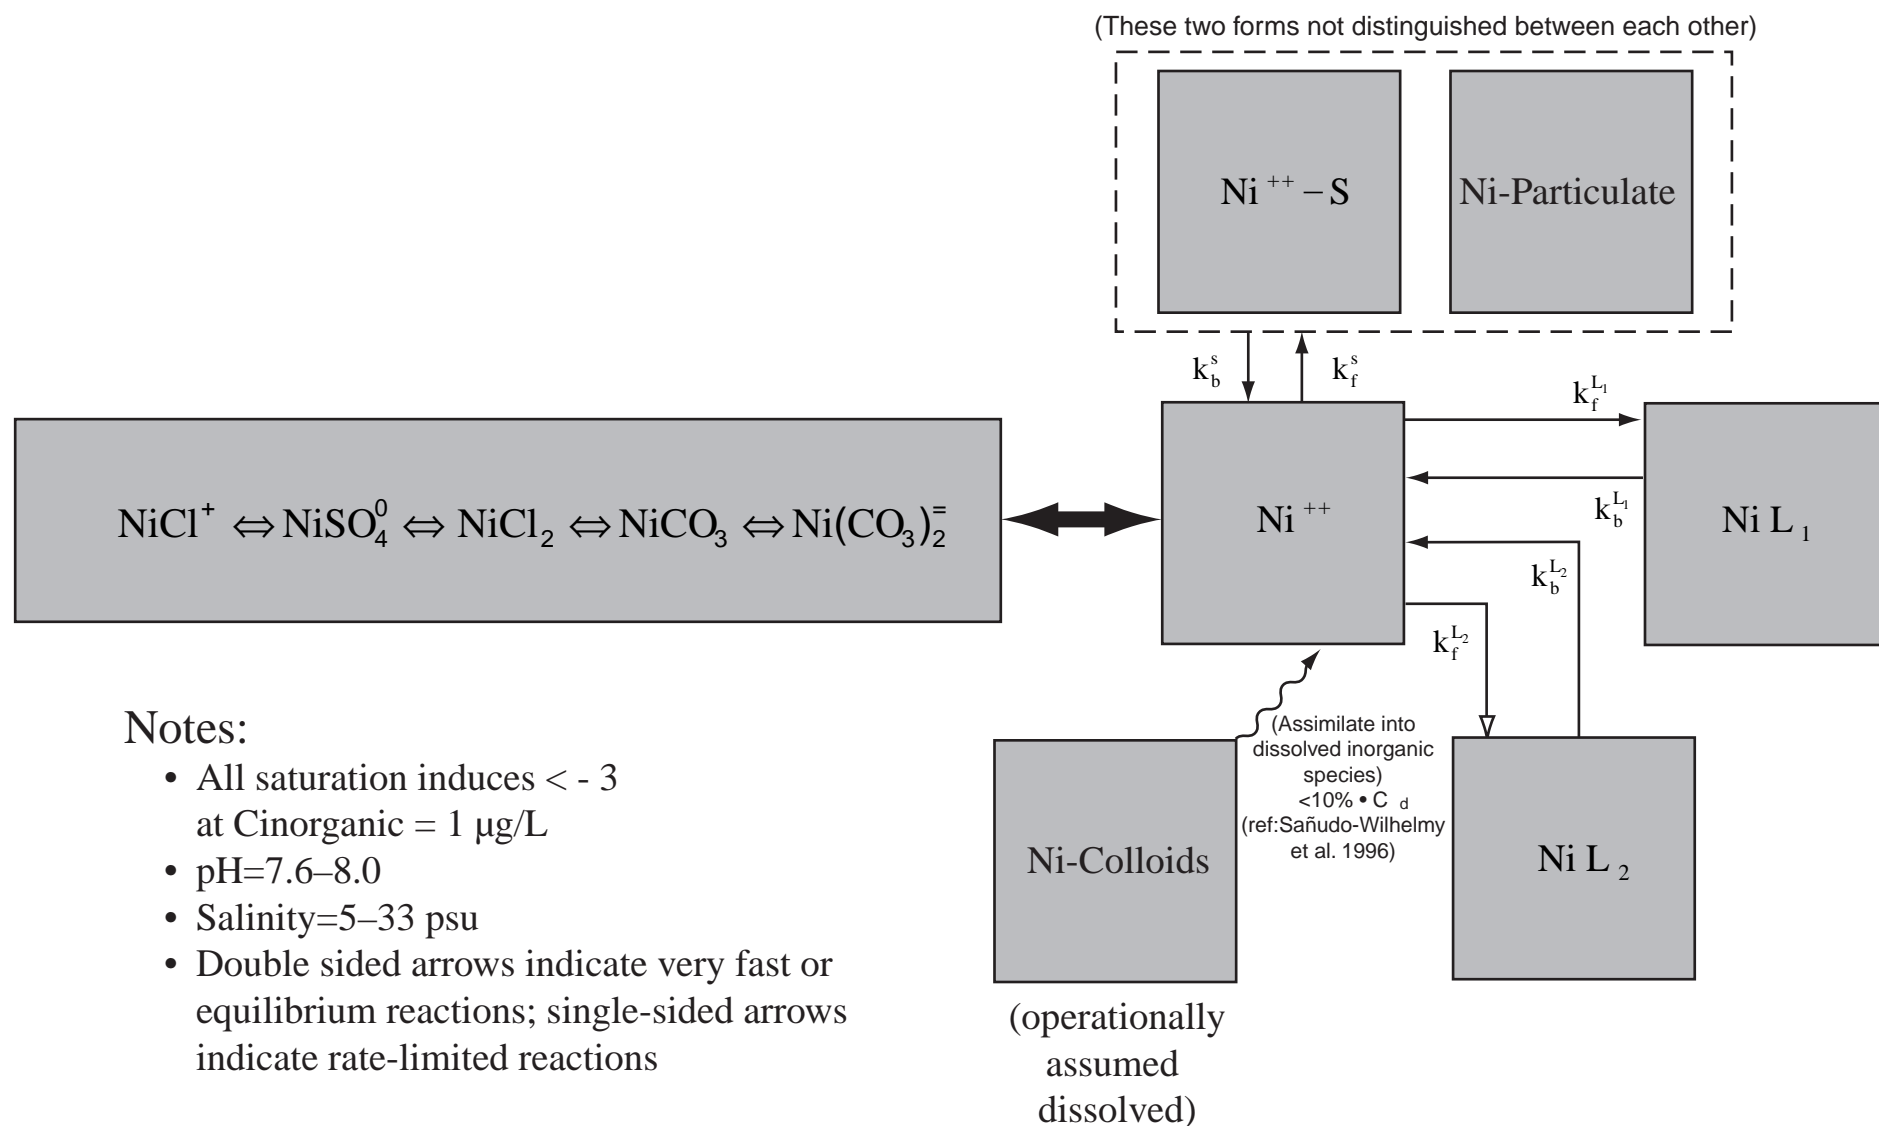 (These two forms not distinguished between each other)
Ni ++ – S
Ni-Particulate
k_b^s
k_f^s
k_f^L₁
k_b^L₁
NiCl⁺ ⇔ NiSO₄⁰ ⇔ NiCl₂ ⇔ NiCO₃ ⇔ Ni(CO₃)₂⁼
Ni ++
Ni L ₁
k_b^L₂
k_f^L₂
(Assimilate into
dissolved inorganic
species)
<10% • C d
(ref:Sañudo-Wilhelmy
et al. 1996)
Ni-Colloids
Ni L ₂
(operationally
assumed
dissolved)
Notes:
• All saturation induces < - 3
at Cinorganic = 1 μg/L
• pH=7.6–8.0
• Salinity=5–33 psu
• Double sided arrows indicate very fast or
equilibrium reactions; single-sided arrows
indicate rate-limited reactions